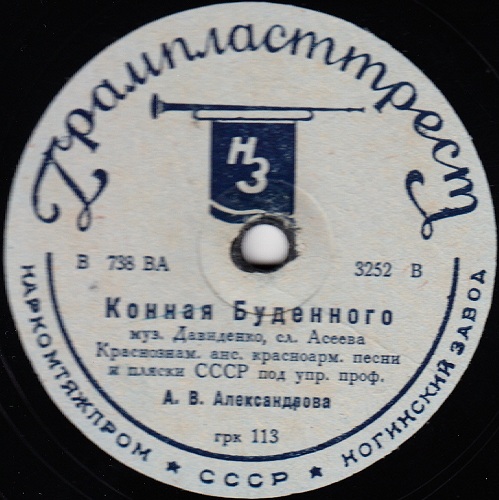 Грампласттрест
НЗ
В 738 ВА
3252 В
Конная Буденного
муз. Давиденко, сл. Асеева
Краснознам. анс. красноарм. песни
и пляски СССР под упр. проф.
А. В. Александрова
грк 113
НАРКОМТЯЖПРОМ ★ СССР ★ НОГИНСКИЙ ЗАВОД